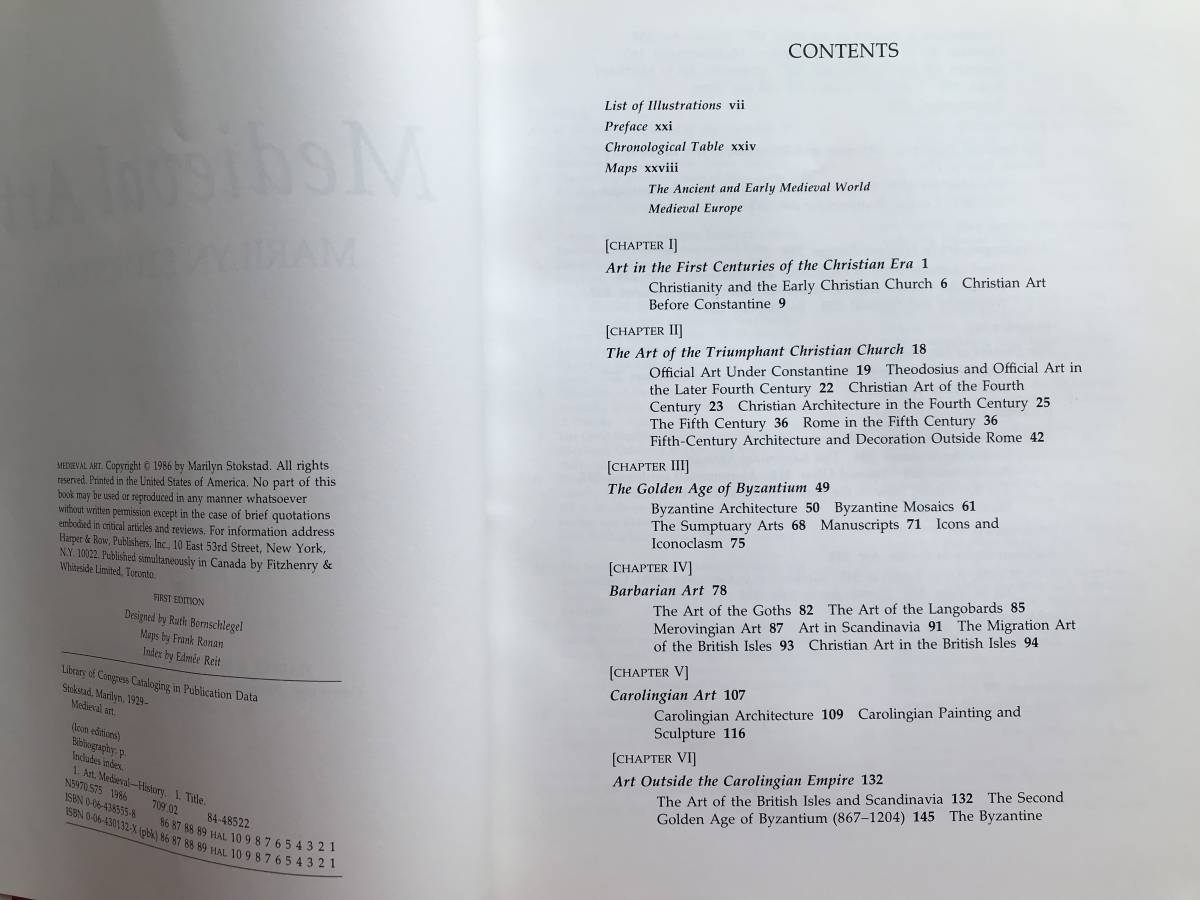 MEDIEVAL ART. Copyright © 1986 by Marilyn Stokstad. All rights
reserved. Printed in the United States of America. No part of this
book may be used or reproduced in any manner whatsoever
without written permission except in the case of brief quotations
embodied in critical articles and reviews. For information address
Harper & Row, Publishers, Inc., 10 East 53rd Street, New York,
N.Y. 10022. Published simultaneously in Canada by Fitzhenry &
Whiteside Limited, Toronto.
FIRST EDITION
Designed by Ruth Bornschlegel
Maps by Frank Ronan
Index by Edmée Reit
Library of Congress Cataloging in Publication Data
Stokstad, Marilyn, 1929–
Medieval art.
(Icon editions)
Bibliography: p.
Includes index.
1. Art, Medieval—History. I. Title.
N5970.S75 1986 709'.02 84-48522
ISBN 0-06-438555-8 86 87 88 89 HAL 10 9 8 7 6 5 4 3 2 1
ISBN 0-06-430132-X (pbk) 86 87 88 89 HAL 10 9 8 7 6 5 4 3 2 1
CONTENTS
List of Illustrations vii
Preface xxi
Chronological Table xxiv
Maps xxviii
The Ancient and Early Medieval World
Medieval Europe
[CHAPTER I]
Art in the First Centuries of the Christian Era 1
Christianity and the Early Christian Church 6 Christian Art
Before Constantine 9
[CHAPTER II]
The Art of the Triumphant Christian Church 18
Official Art Under Constantine 19 Theodosius and Official Art in
the Later Fourth Century 22 Christian Art of the Fourth
Century 23 Christian Architecture in the Fourth Century 25
The Fifth Century 36 Rome in the Fifth Century 36
Fifth-Century Architecture and Decoration Outside Rome 42
[CHAPTER III]
The Golden Age of Byzantium 49
Byzantine Architecture 50 Byzantine Mosaics 61
The Sumptuary Arts 68 Manuscripts 71 Icons and
Iconoclasm 75
[CHAPTER IV]
Barbarian Art 78
The Art of the Goths 82 The Art of the Langobards 85
Merovingian Art 87 Art in Scandinavia 91 The Migration Art
of the British Isles 93 Christian Art in the British Isles 94
[CHAPTER V]
Carolingian Art 107
Carolingian Architecture 109 Carolingian Painting and
Sculpture 116
[CHAPTER VI]
Art Outside the Carolingian Empire 132
The Art of the British Isles and Scandinavia 132 The Second
Golden Age of Byzantium (867–1204) 145 The Byzantine